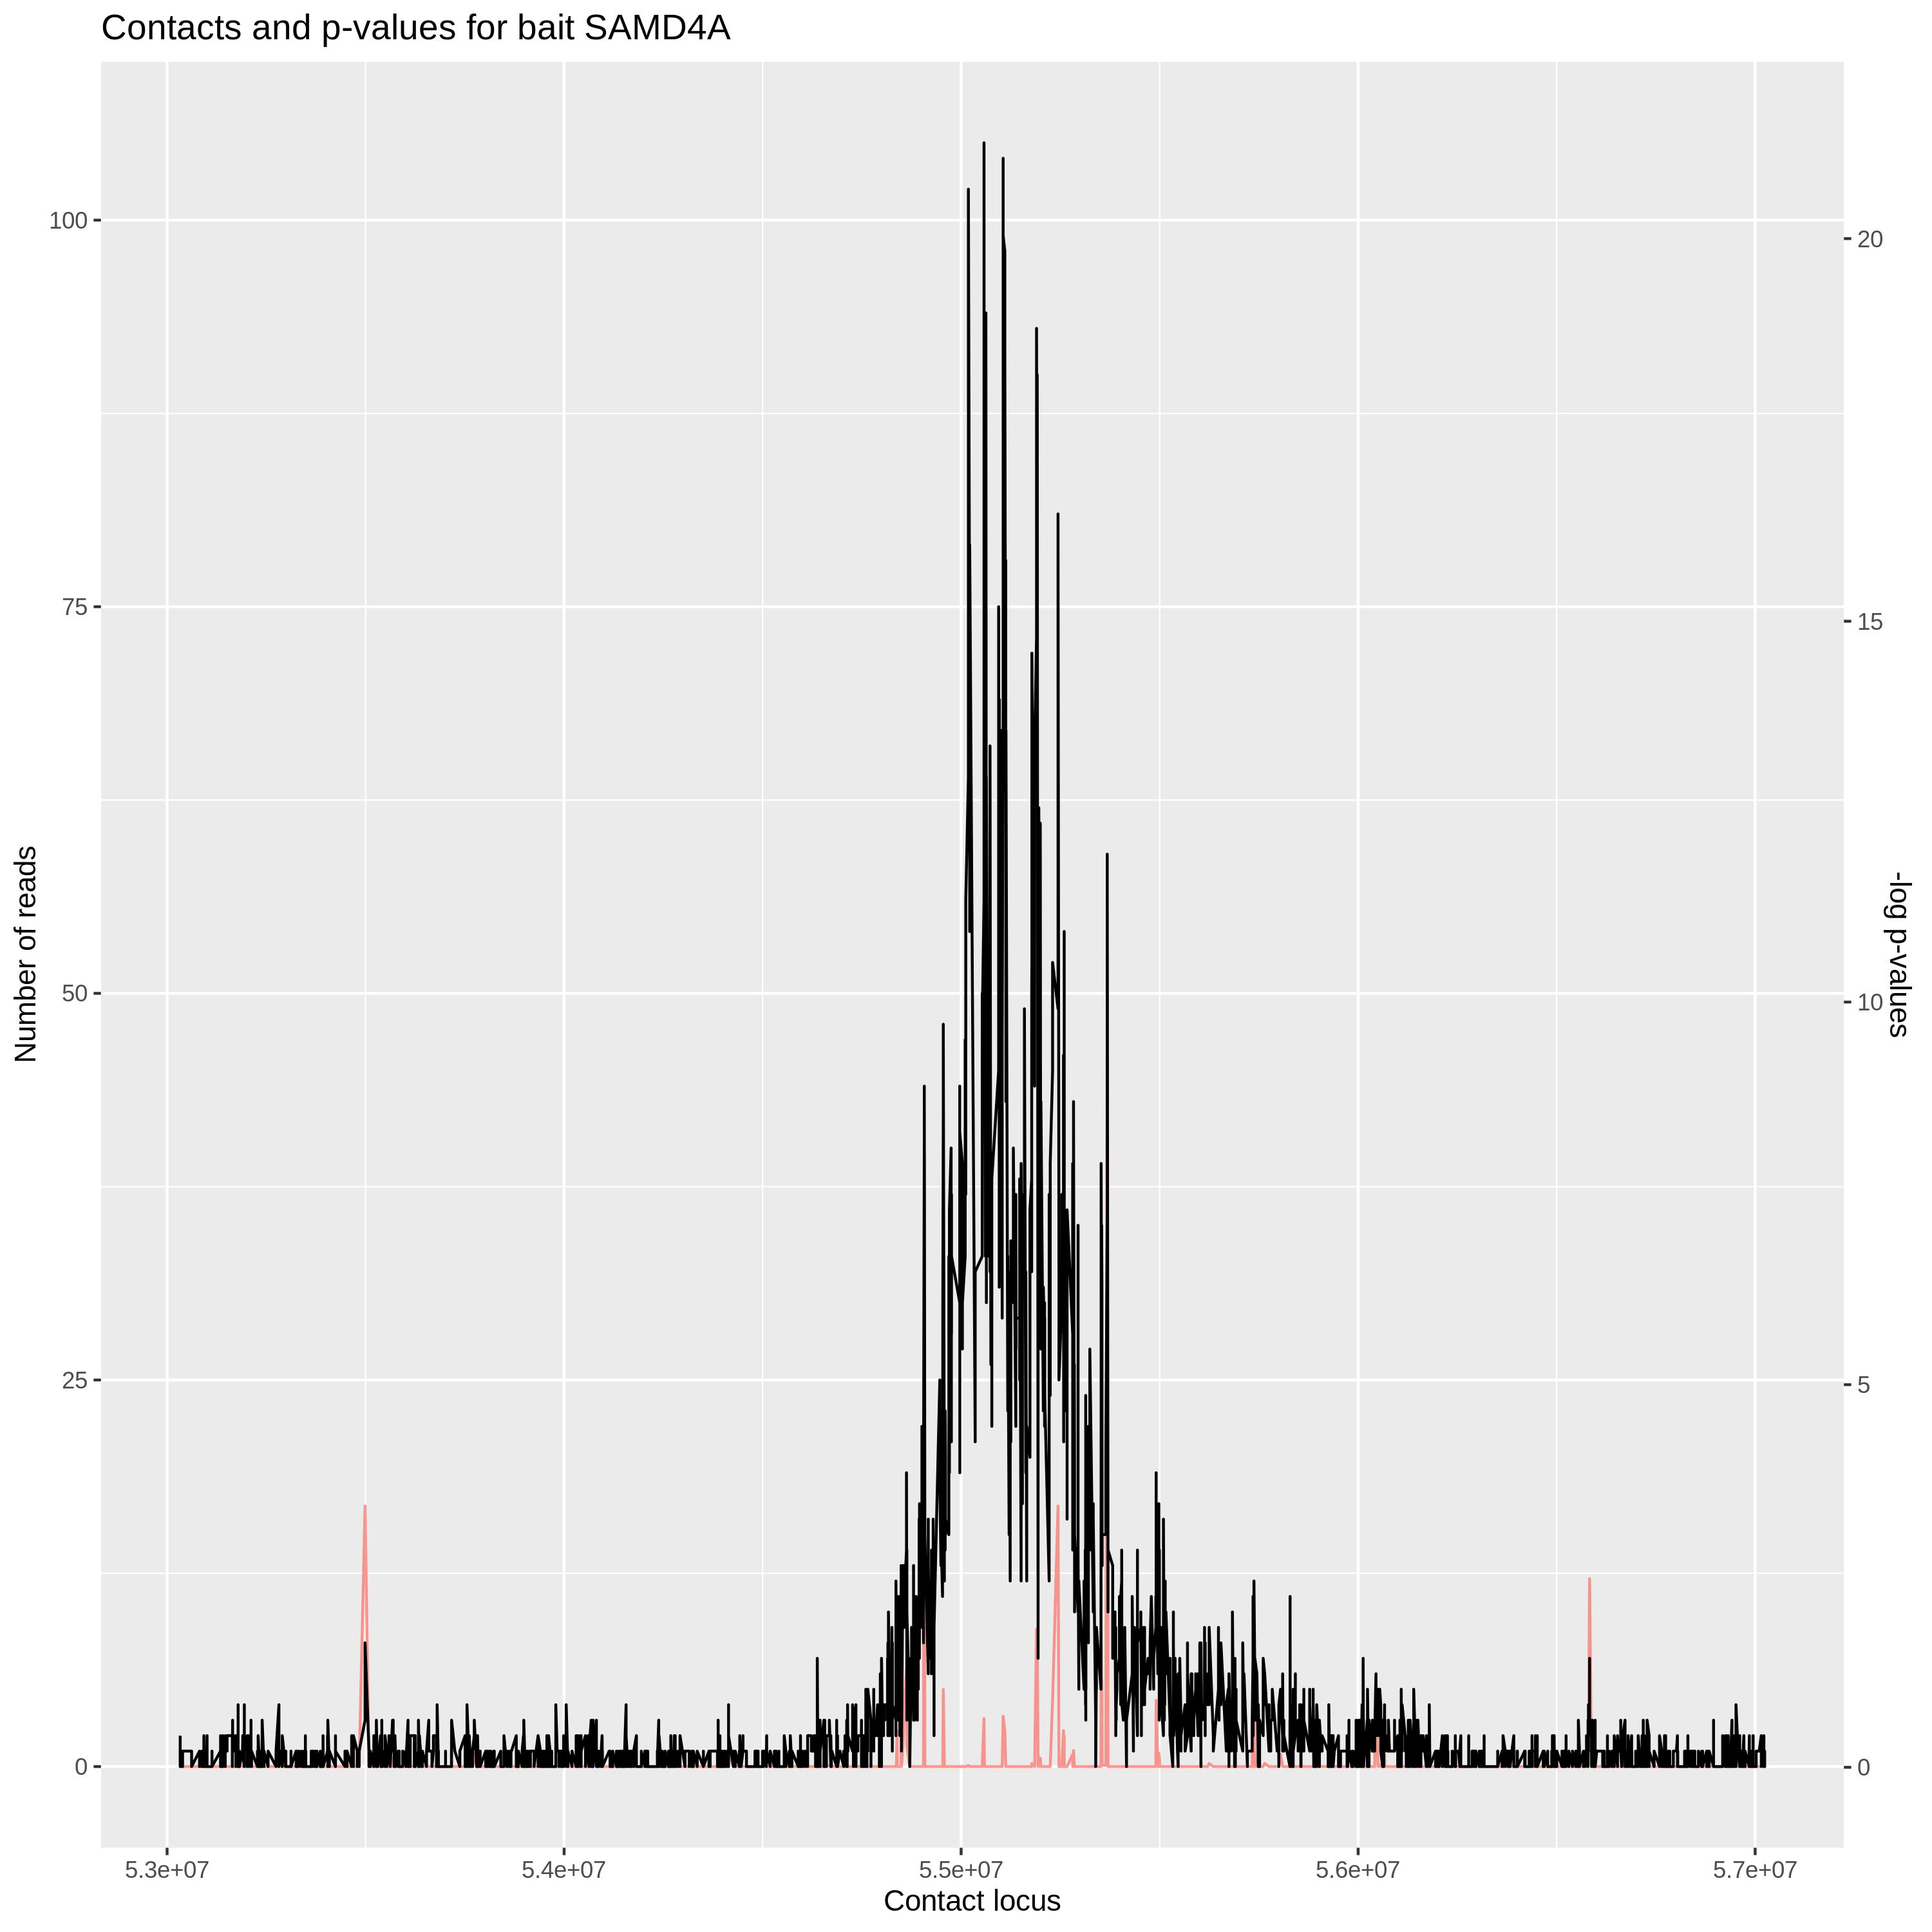 Contacts and p-values for bait SAMD4A
100
75
50
25
0
Number of reads
20
15
10
5
0
-log p-values
5.3e+07 5.4e+07 5.5e+07 5.6e+07 5.7e+07
Contact locus